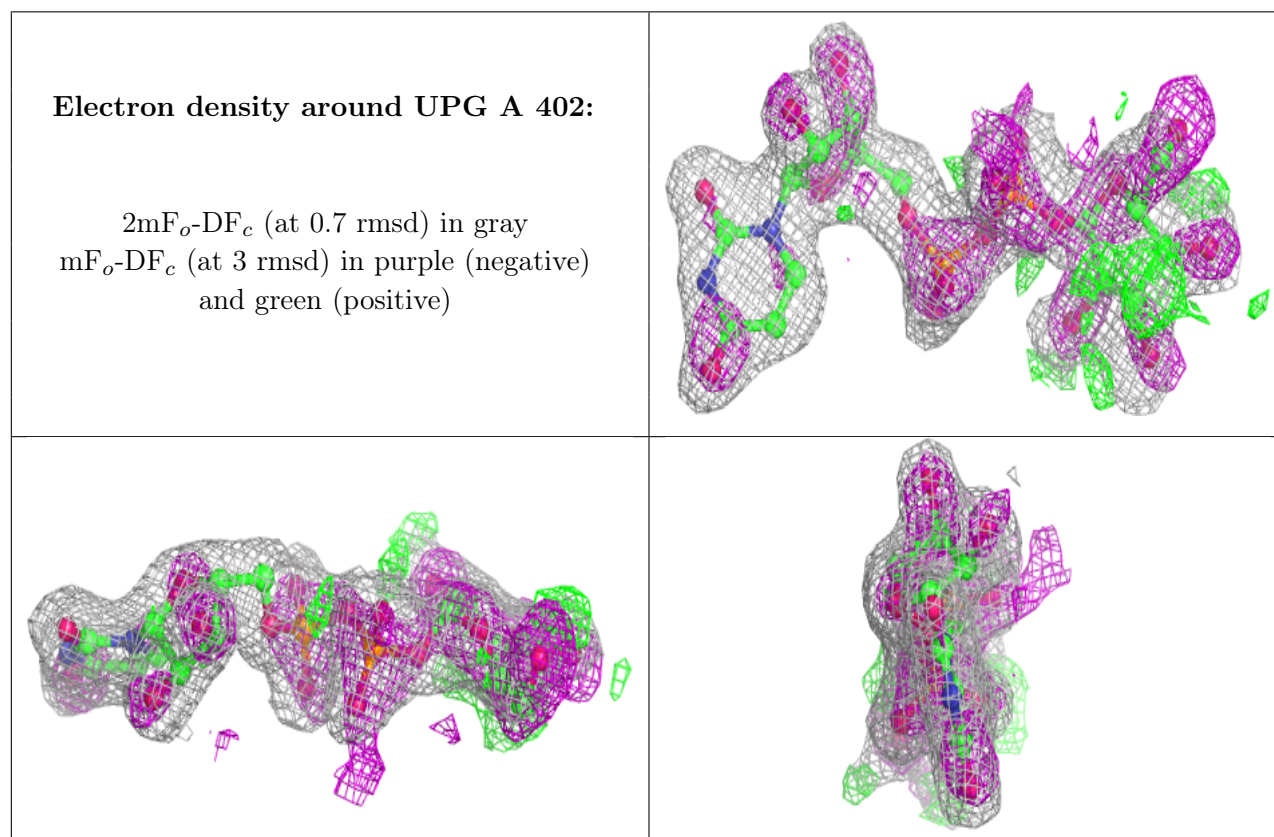 Electron density around UPG A 402:
2mFₒ-DF𝒸 (at 0.7 rmsd) in gray
mFₒ-DF𝒸 (at 3 rmsd) in purple (negative)
and green (positive)